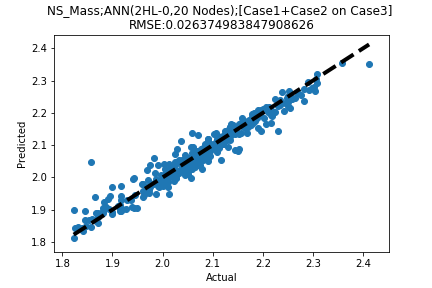 NS_Mass;ANN(2HL-0,20 Nodes);[Case1+Case2 on Case3]
RMSE:0.026374983847908626
2.4
2.3
2.2
2.1
2.0
1.9
1.8
Predicted
1.8 1.9 2.0 2.1 2.2 2.3 2.4
Actual